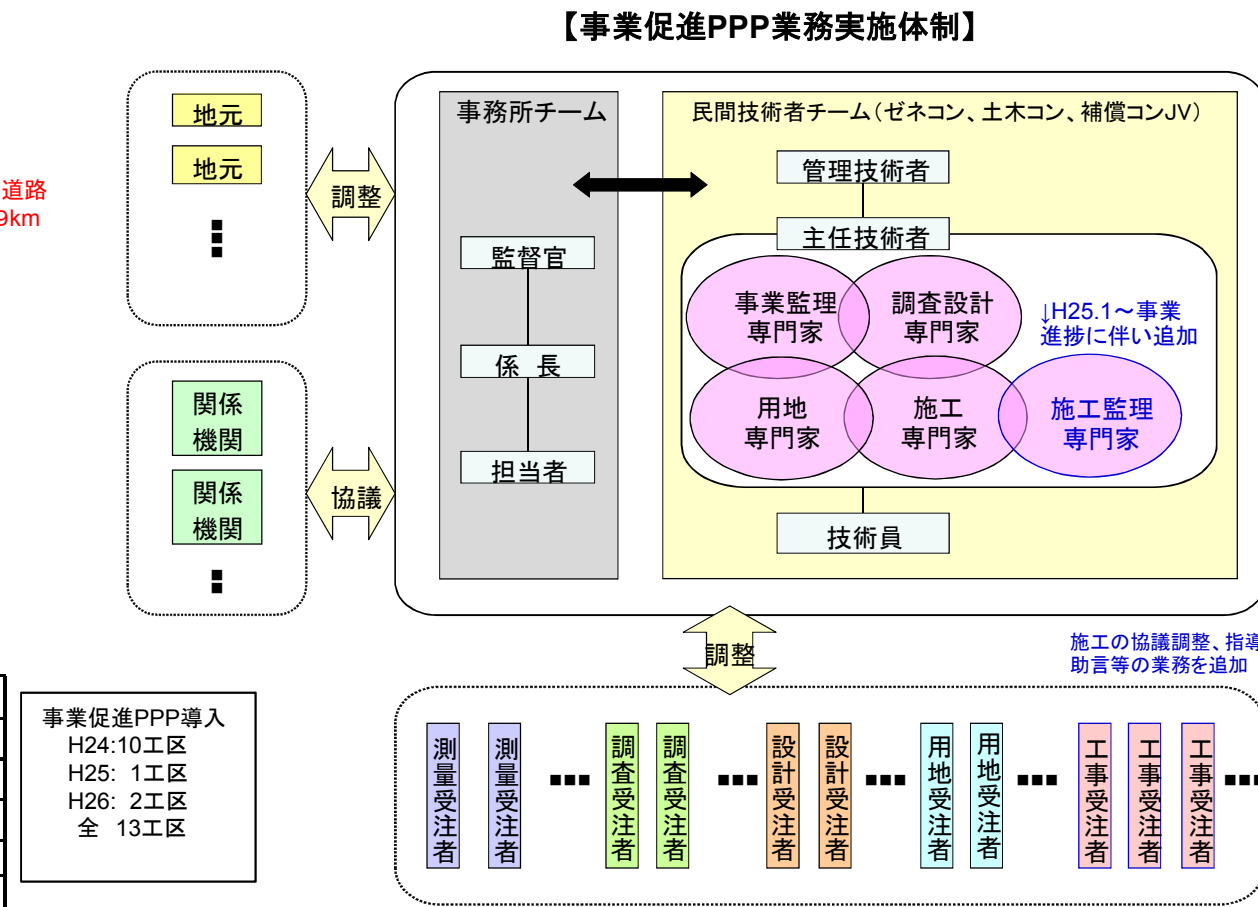 【事業促進PPP業務実施体制】
道路
9km
地元
地元
調整
関係
機関
関係
機関
協議
事務所チーム
監督官
係 長
担当者
民間技術者チーム(ゼネコン、土木コン、補償コンJV)
管理技術者
主任技術者
事業監理
専門家
調査設計
専門家
↓H25.1～事業
進捗に伴い追加
用地
専門家
施工
専門家
施工監理
専門家
技術員
調整
施工の協議調整、指導
助言等の業務を追加
事業促進PPP導入
H24:10工区
H25: 1工区
H26: 2工区
全 13工区
測量受注者
測量受注者
調査受注者
調査受注者
設計受注者
設計受注者
用地受注者
用地受注者
工事受注者
工事受注者
工事受注者